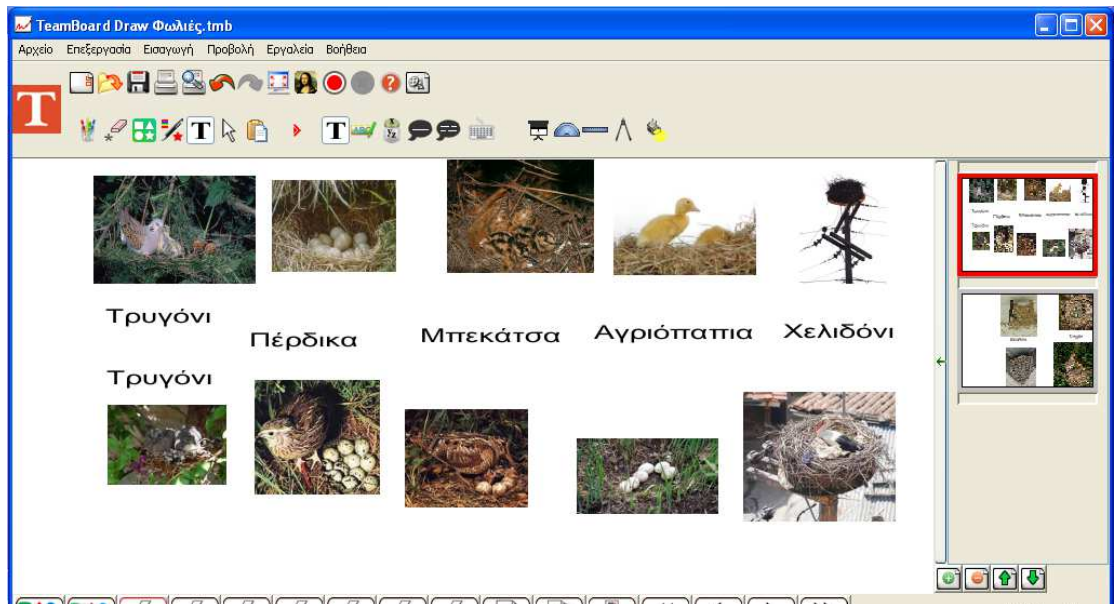 TeamBoard Draw Φωλιές.tmb
Αρχείο Επεξεργασία Εισαγωγή Προβολή Εργαλεία Βοήθεια
Τρυγόνι Πέρδικα Μπεκάτσα Αγριόπαπια Χελιδόνι
Τρυγόνι